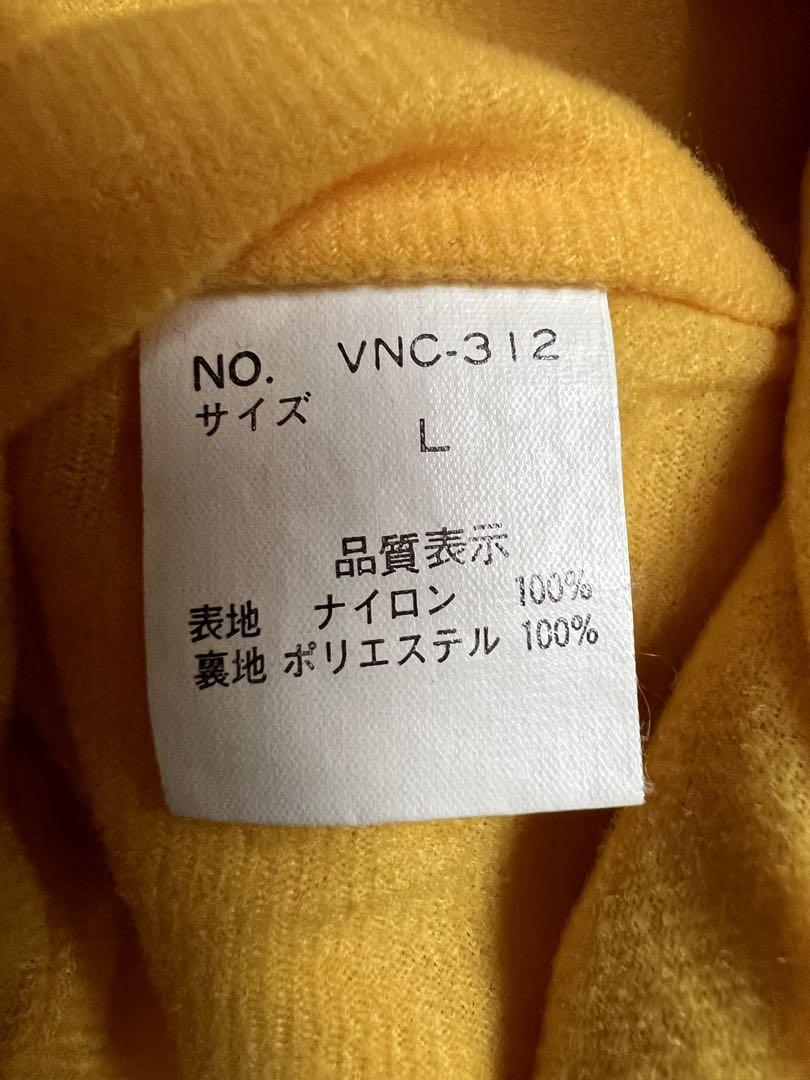 NO. VNC-312
サイズ L
品質表示
表地 ナイロン 100%
裏地 ポリエステル 100%